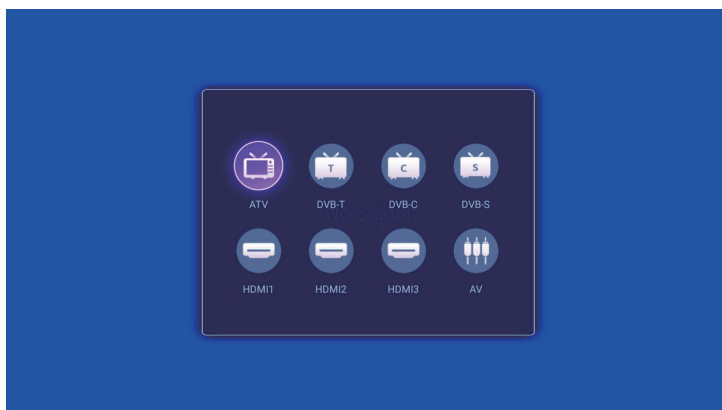 T
C
S
ATV
DVB-T
DVB-C
DVB-S
No Signal
HDMI1
HDMI2
HDMI3
AV